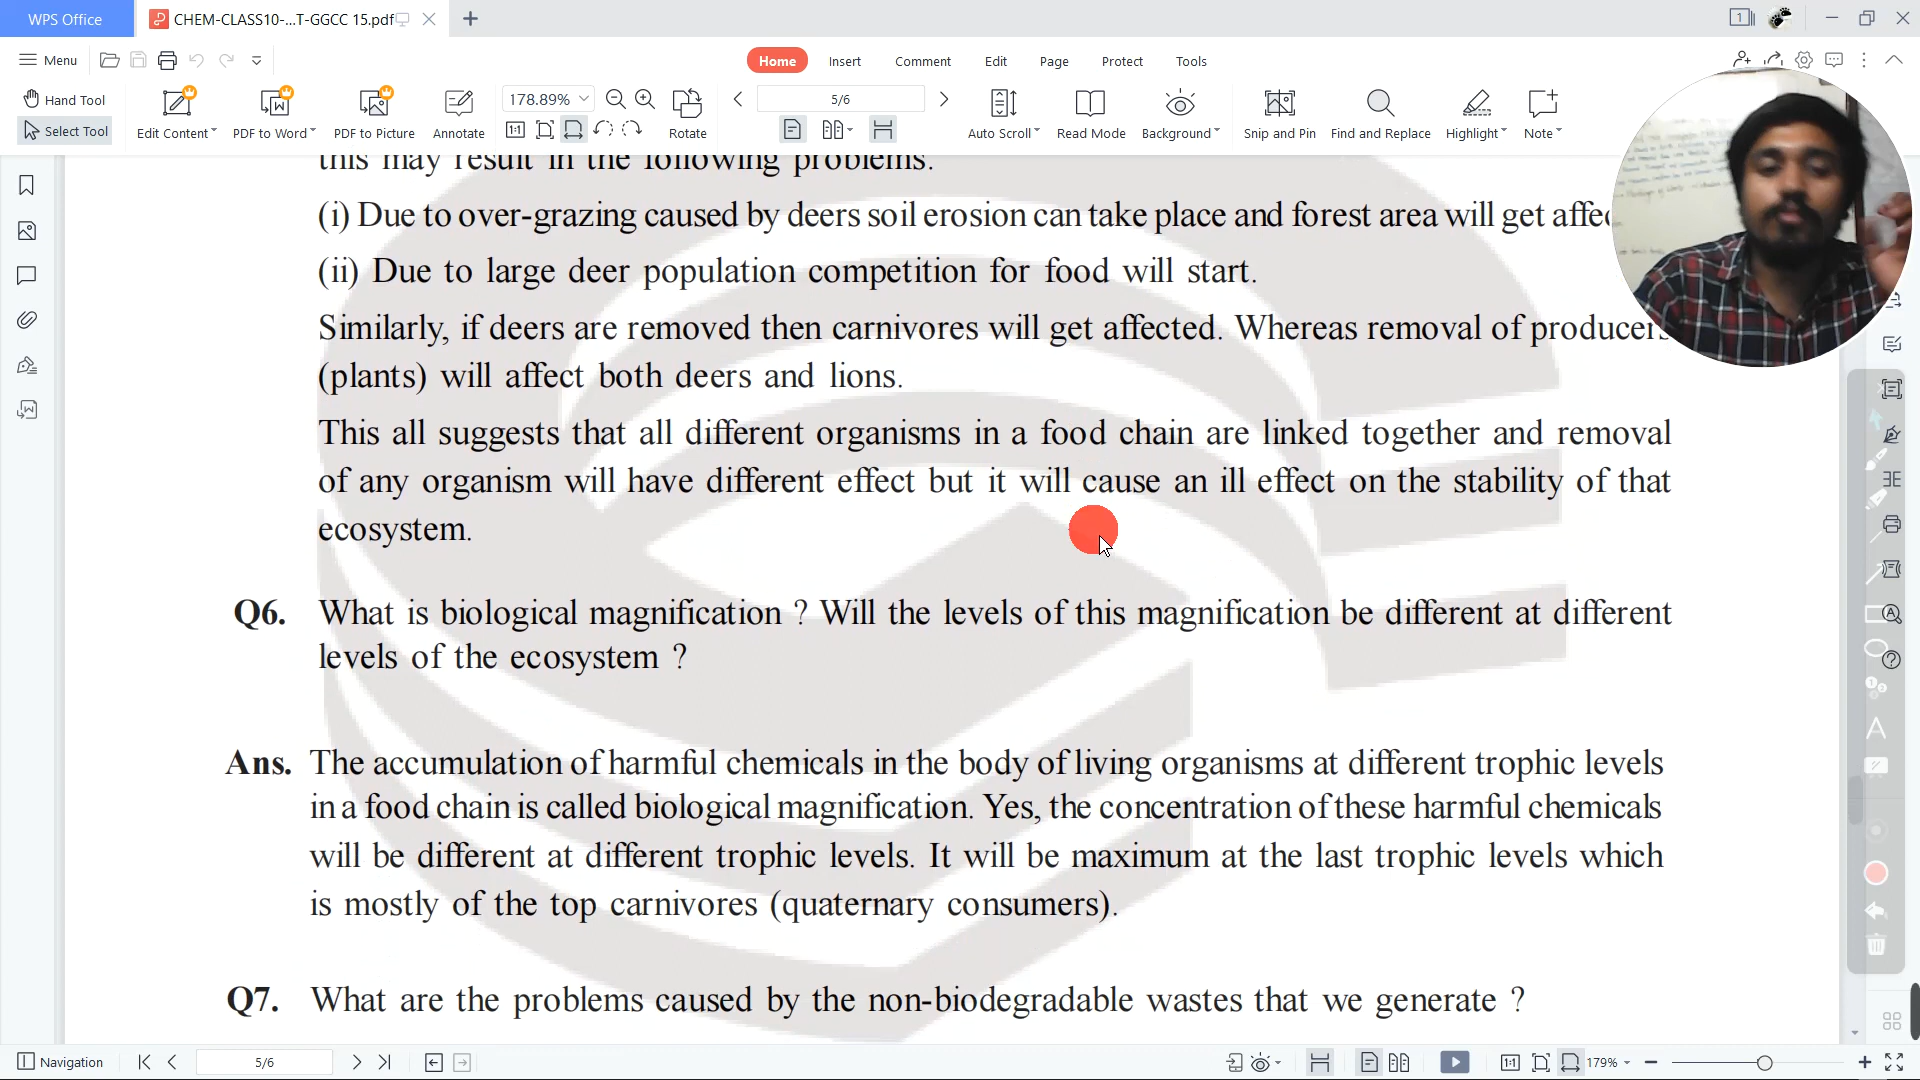 WPS Office
CHEM-CLASS10-...T-GGCC 15.pdf
Menu
Home Insert Comment Edit Page Protect Tools
Hand Tool
Select Tool
Edit Content
PDF to Word
PDF to Picture
Annotate
178.89%
Rotate
5/6
Auto Scroll
Read Mode
Background
Snip and Pin
Find and Replace
Highlight
Note
this may result in the following problems.
(i) Due to over-grazing caused by deers soil erosion can take place and forest area will get
(ii) Due to large deer population competition for food will start.
Similarly, if deers are removed then carnivores will get affected. Whereas removal of producers
(plants) will affect both deers and lions.
This all suggests that all different organisms in a food chain are linked together and removal
of any organism will have different effect but it will cause an ill effect on the stability of that
ecosystem.
Q6. What is biological magnification ? Will the levels of this magnification be different at different
levels of the ecosystem ?
Ans. The accumulation of harmful chemicals in the body of living organisms at different trophic levels
in a food chain is called biological magnification. Yes, the concentration of these harmful chemicals
will be different at different trophic levels. It will be maximum at the last trophic levels which
is mostly of the top carnivores (quaternary consumers).
Q7. What are the problems caused by the non-biodegradable wastes that we generate ?
Navigation
5/6
179%